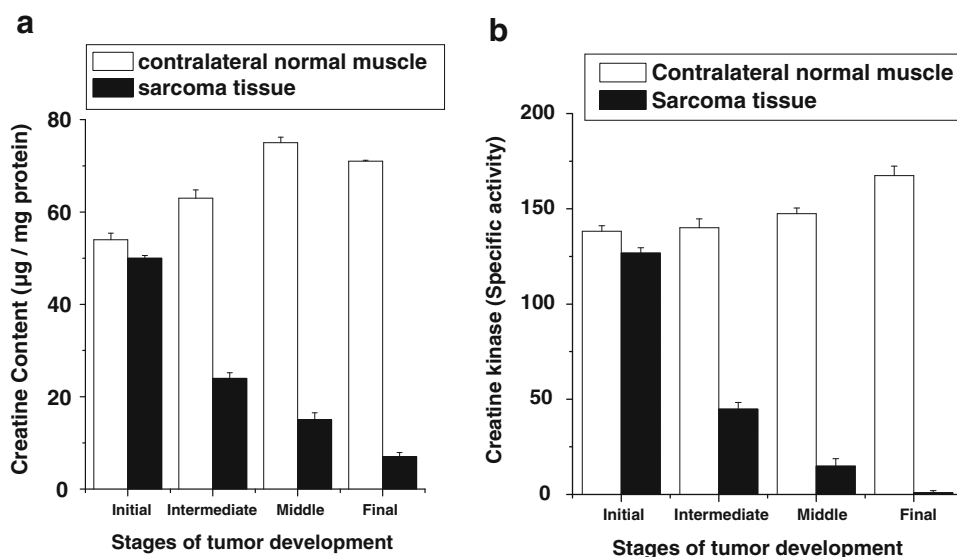 a
contralateral normal muscle
sarcoma tissue
Creatine Content (µg / mg protein)
80
60
40
20
0
Initial Intermediate Middle Final
Stages of tumor development
b
Contralateral normal muscle
Sarcoma tissue
Creatine kinase (Specific activity)
200
150
100
50
0
Initial Intermediate Middle Final
Stages of tumor development